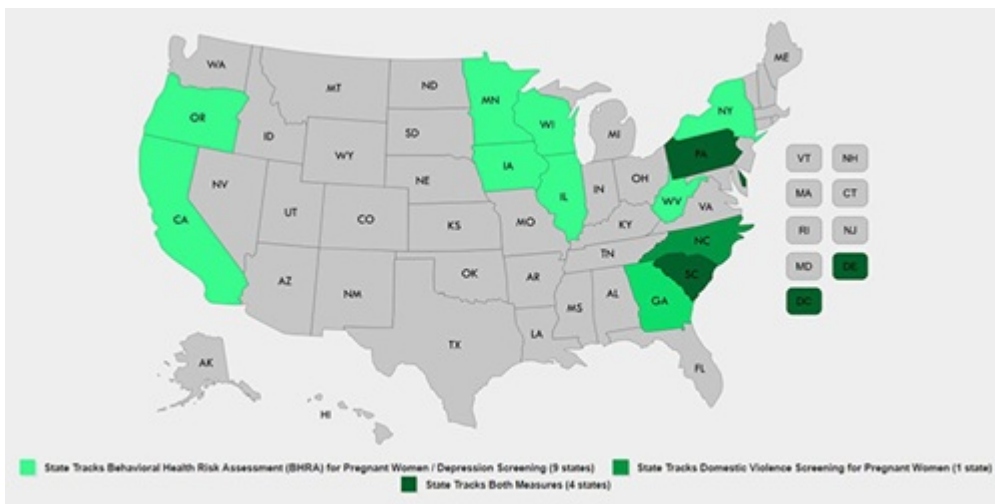 WA
ME
MT
ND
MN
OR
NY
ID
WI
SD
MI
WY
PA
VT
NH
IA
NE
OH
NV
IN
MA
CT
IL
WV
UT
VA
CO
CA
KS
MO
KY
RI
NJ
NC
TN
OK
MD
DE
SC
AZ
AR
NM
AL
GA
DC
MS
LA
TX
AK
FL
HI
State Tracks Behavioral Health Risk Assessment (BHRA) for Pregnant Women / Depression Screening (9 states)
State Tracks Domestic Violence Screening for Pregnant Women (1 state)
State Tracks Both Measures (4 states)